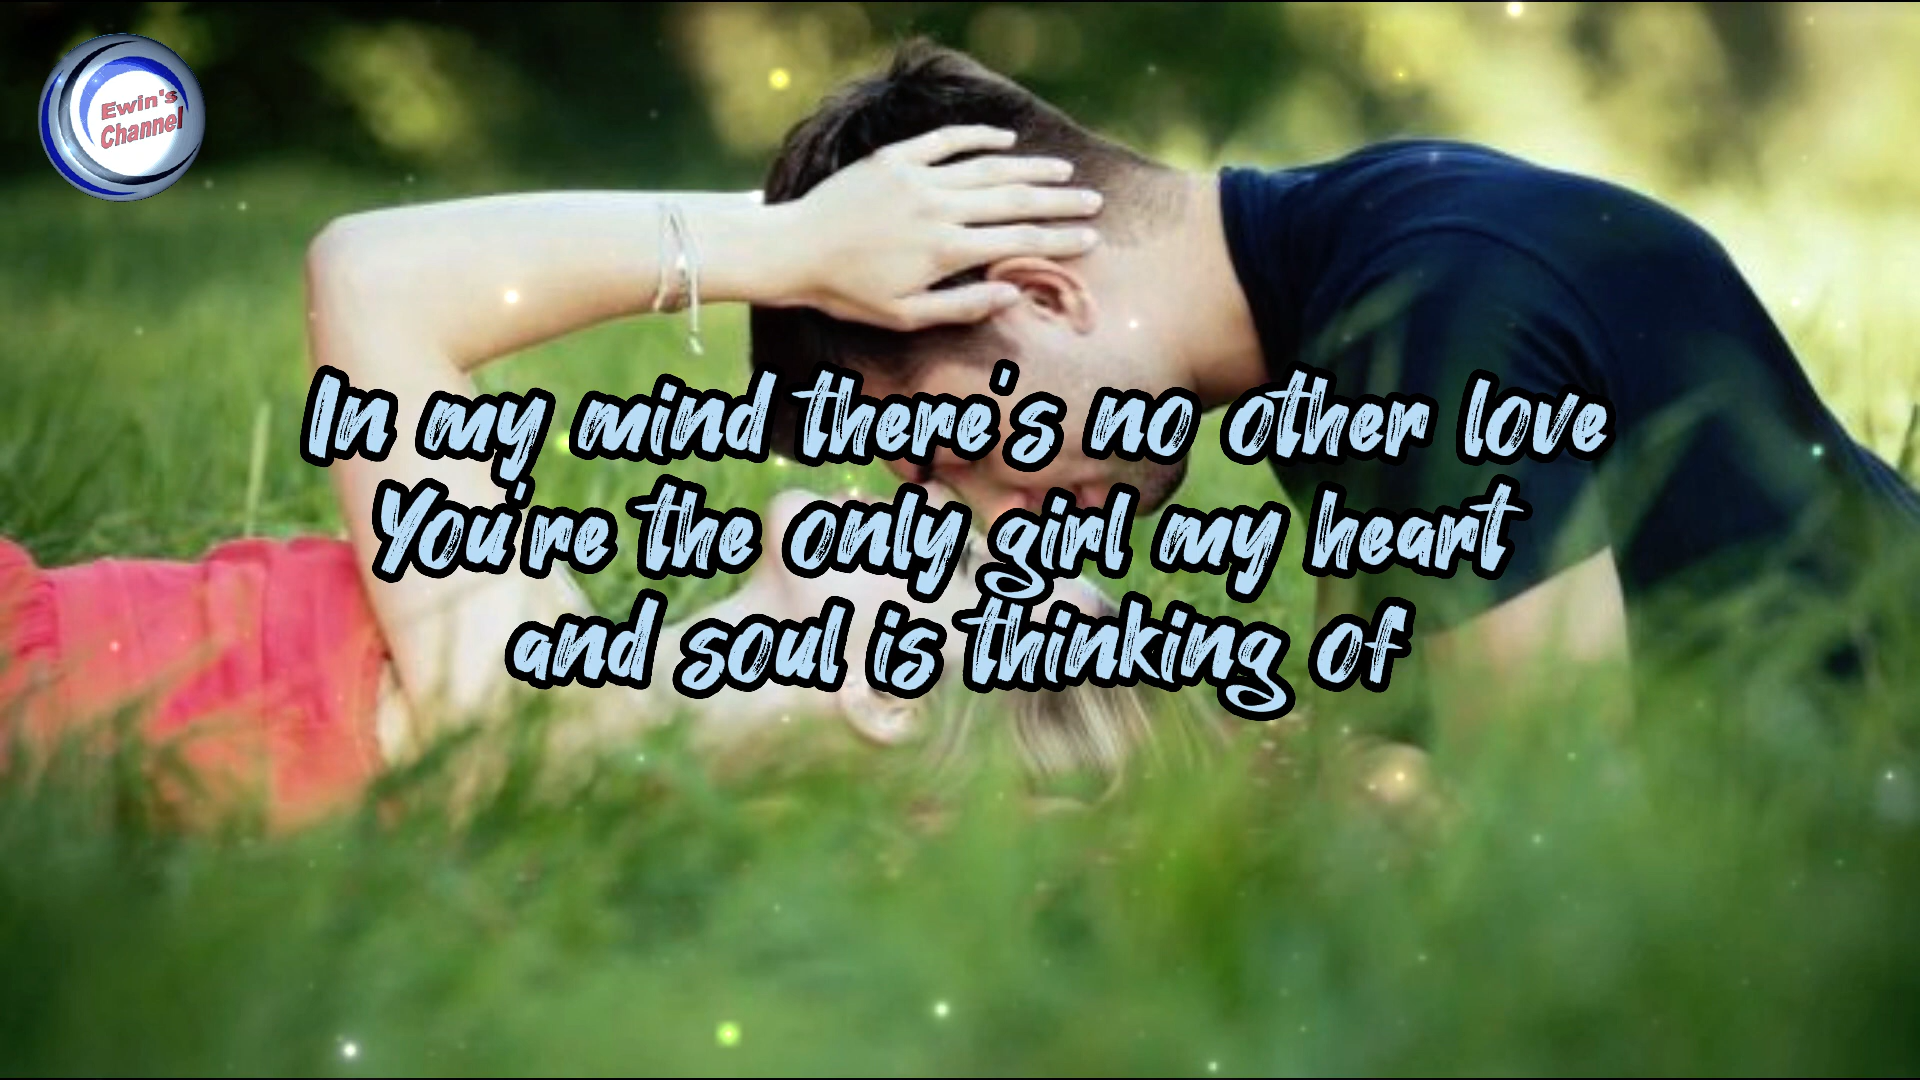 Ewin's
Channel
In my mind there's no other love
You're the only girl my heart
and soul is thinking of